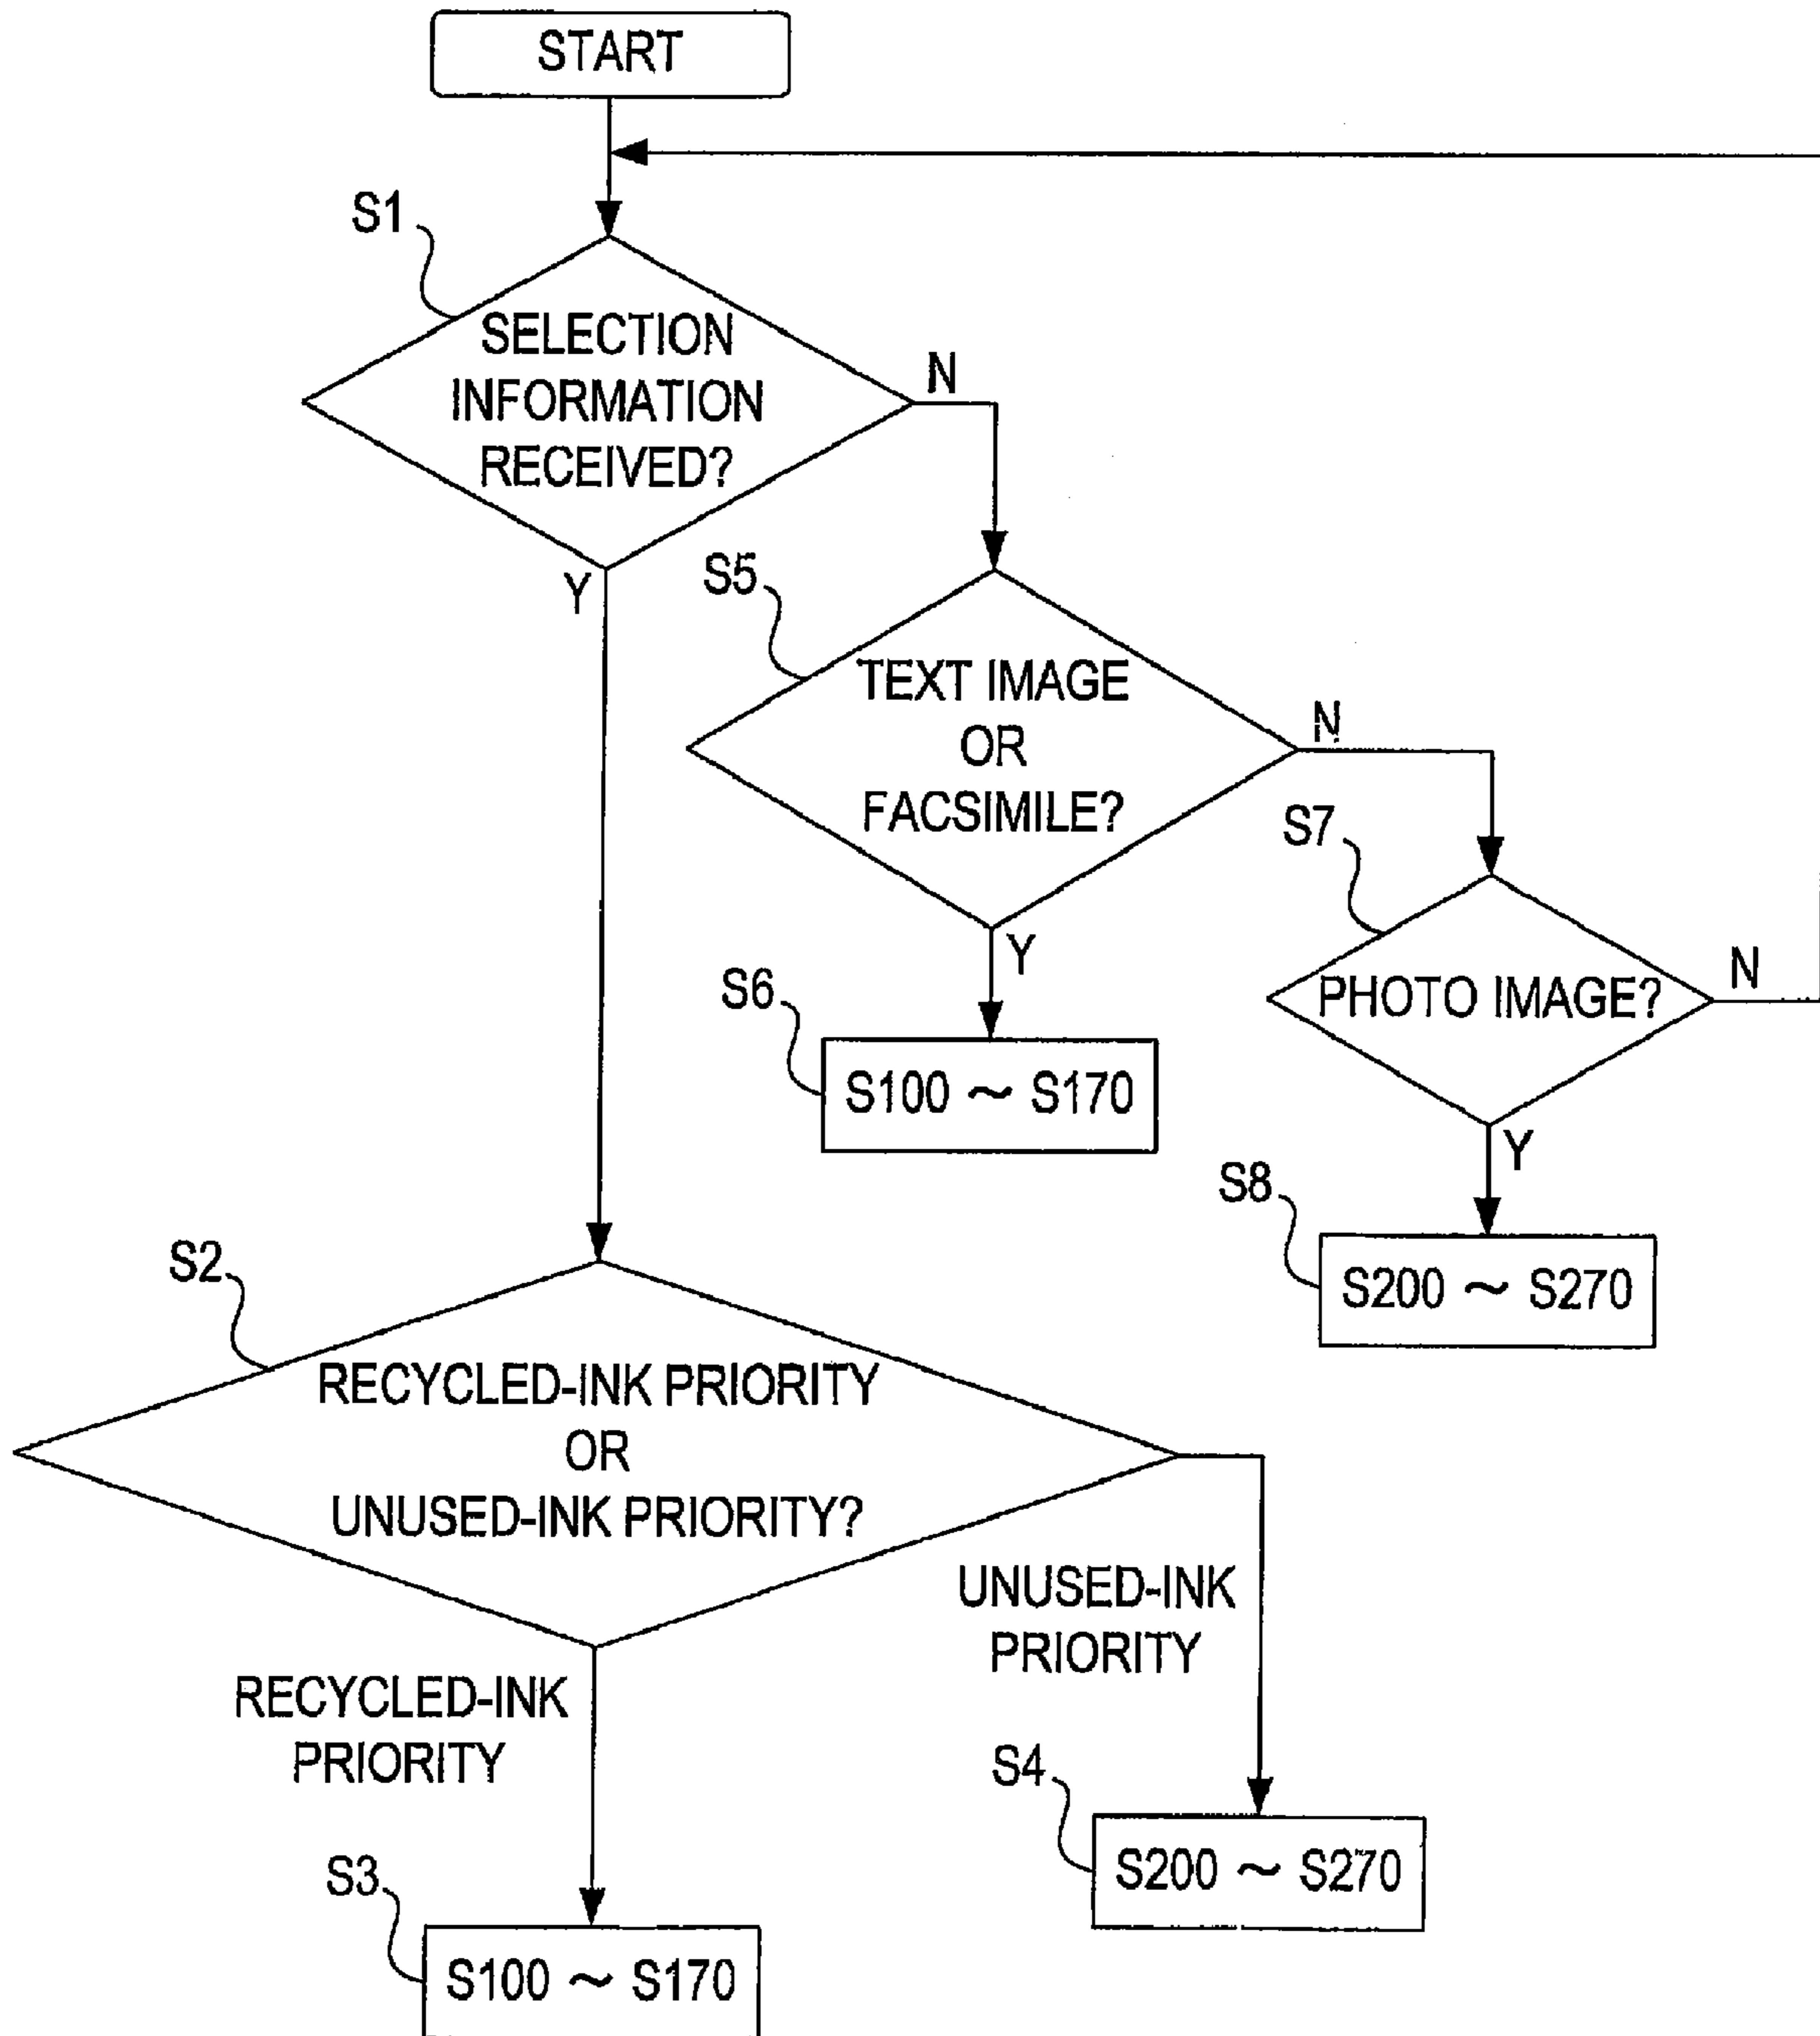 START
S1
SELECTION
INFORMATION
RECEIVED?
N
Y
S5
TEXT IMAGE
OR
FACSIMILE?
N
Y
S6
S100 ~ S170
S7
PHOTO IMAGE?
N
Y
S8
S200 ~ S270
S2
RECYCLED-INK PRIORITY
OR
UNUSED-INK PRIORITY?
UNUSED-INK
PRIORITY
RECYCLED-INK
PRIORITY
S4
S200 ~ S270
S3
S100 ~ S170